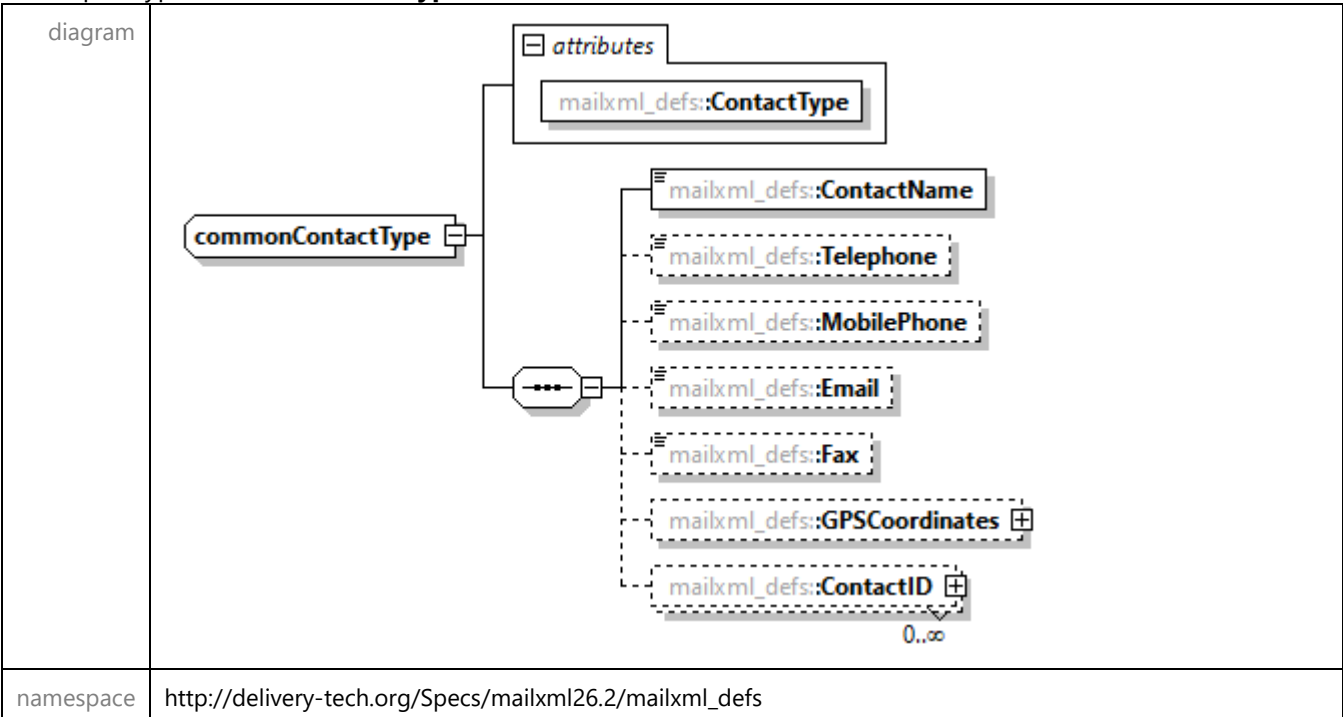 diagram
attributes
mailxml_defs::ContactType
mailxml_defs::ContactName
commonContactType
mailxml_defs::Telephone
mailxml_defs::MobilePhone
mailxml_defs::Email
mailxml_defs::Fax
mailxml_defs::GPSCoordinates
mailxml_defs::ContactID
0..∞
namespace http://delivery-tech.org/Specs/mailxml26.2/mailxml_defs